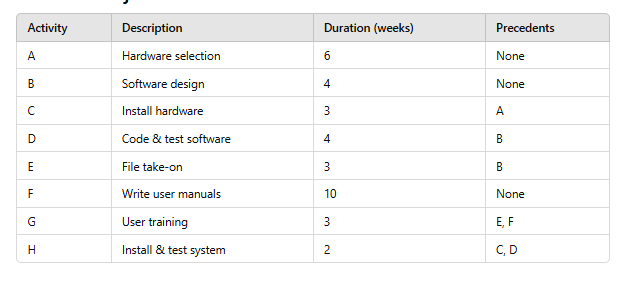 Activity Description Duration (weeks) Precedents
A Hardware selection 6 None
B Software design 4 None
C Install hardware 3 A
D Code & test software 4 B
E File take-on 3 B
F Write user manuals 10 None
G User training 3 E, F
H Install & test system 2 C, D